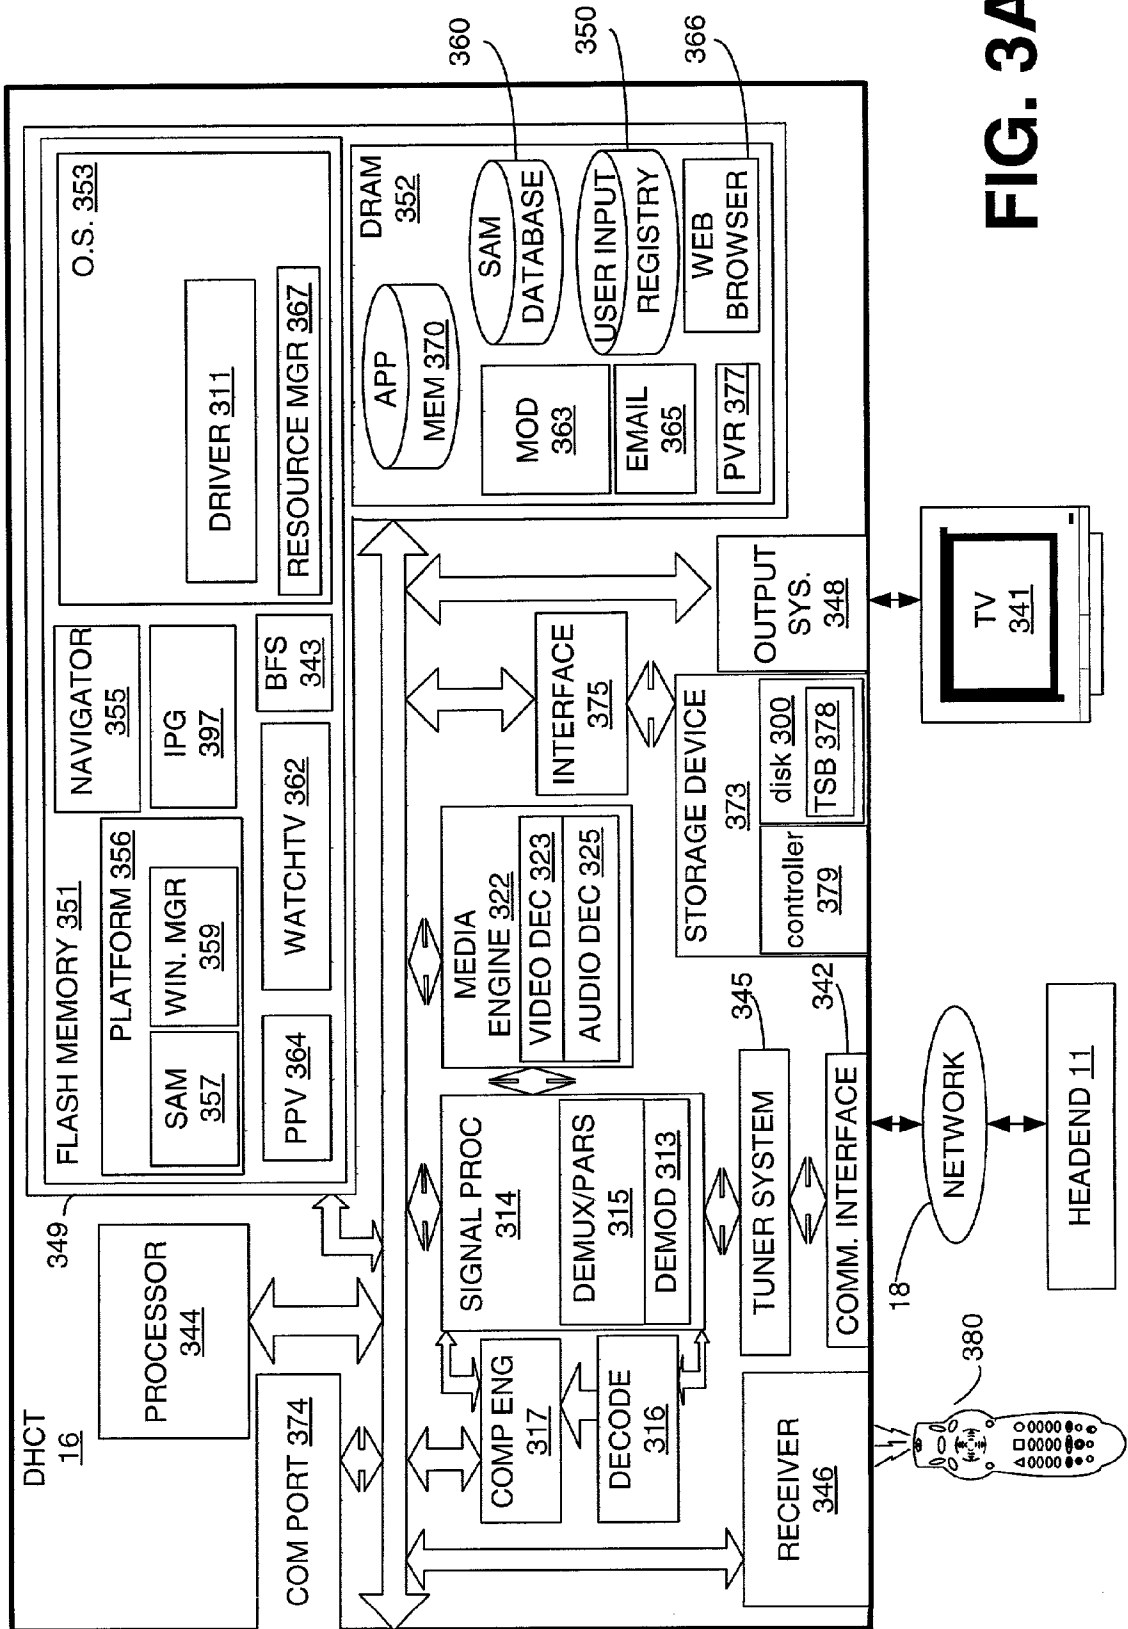 DHCT
16
PROCESSOR
344
COM PORT 374
349
FLASH MEMORY 351
PLATFORM 356
SAM
357
WIN. MGR
359
NAVIGATOR
355
IPG
397
PPV 364
WATCHTV 362
BFS
343
O.S. 353
DRIVER 311
RESOURCE MGR 367
DRAM
352
APP
MEM 370
SAM
DATABASE
360
MOD
363
EMAIL
365
USER INPUT
REGISTRY
350
PVR 377
WEB
BROWSER
366
COMP ENG
317
DECODE
316
SIGNAL PROC
314
DEMUX/PARS
315
DEMOD 313
MEDIA
ENGINE 322
VIDEO DEC 323
AUDIO DEC 325
INTERFACE
375
TUNER SYSTEM
345
COMM. INTERFACE
342
RECEIVER
346
STORAGE DEVICE
373
controller
379
disk 300
TSB 378
OUTPUT
SYS.
348
380
18
NETWORK
HEADEND 11
TV
341
FIG. 3A